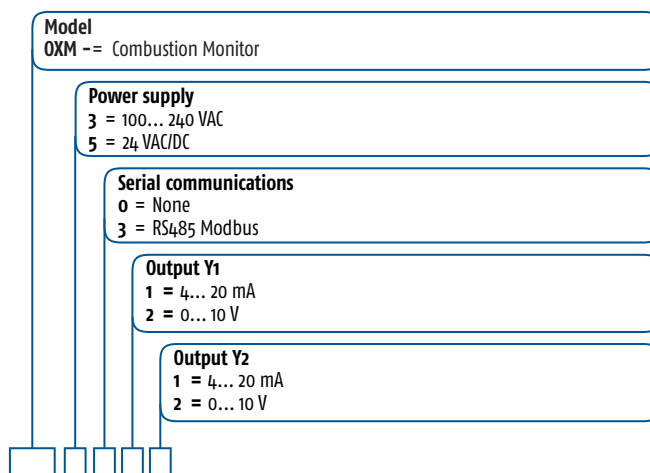 Model
OXM -= Combustion Monitor
Power supply
3 = 100... 240 VAC
5 = 24 VAC/DC
Serial communications
0 = None
3 = RS485 Modbus
Output Y1
1 = 4... 20 mA
2 = 0... 10 V
Output Y2
1 = 4... 20 mA
2 = 0... 10 V